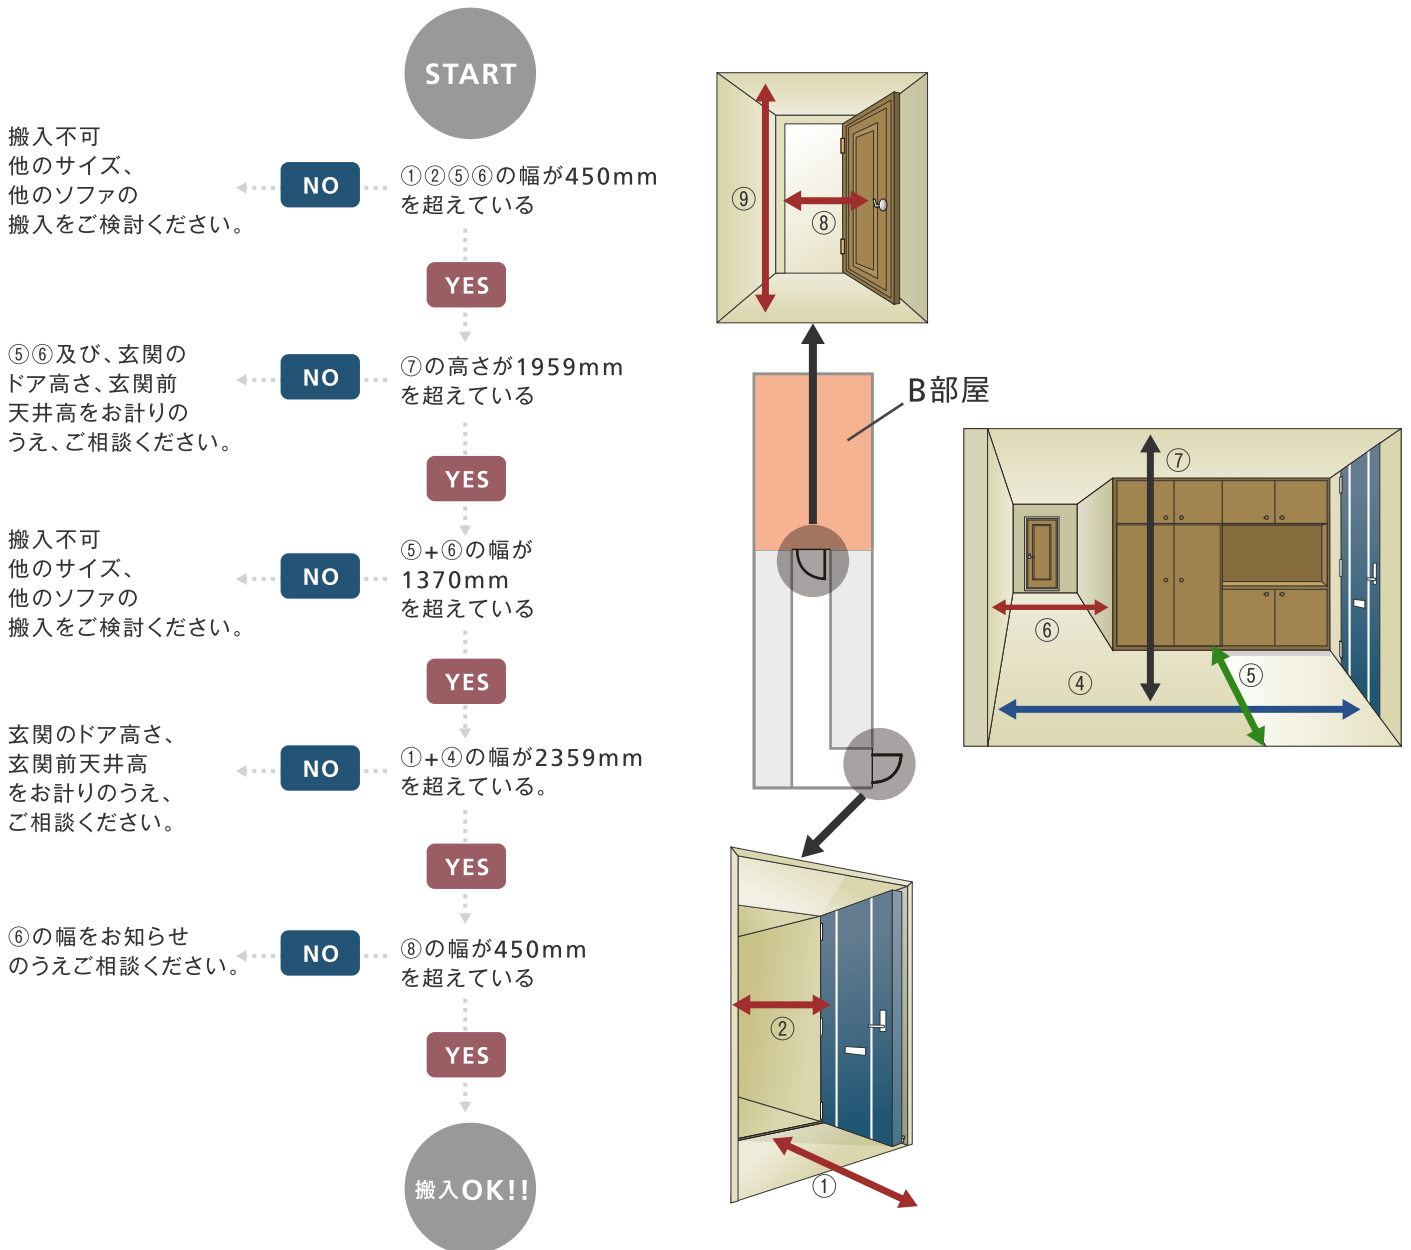 START
搬入不可
他のサイズ、
他のソファの
搬入をご検討ください。
NO
①②⑤⑥の幅が450mm
を超えている
YES
⑤⑥及び、玄関の
ドア高さ、玄関前
天井高をお計りの
うえ、ご相談ください。
NO
⑦の高さが1959mm
を超えている
YES
搬入不可
他のサイズ、
他のソファの
搬入をご検討ください。
NO
⑤+⑥の幅が
1370mm
を超えている
YES
玄関のドア高さ、
玄関前天井高
をお計りのうえ、
ご相談ください。
NO
①+④の幅が2359mm
を超えている。
YES
⑥の幅をお知らせ
のうえご相談ください。
NO
⑧の幅が450mm
を超えている
YES
搬入OK!!
⑨
⑧
B部屋
⑦
⑥
⑤
④
②
①